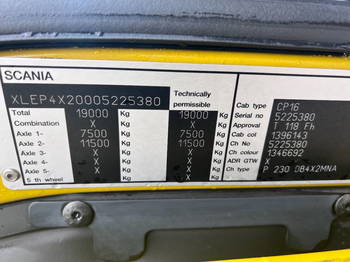 SCANIA
XLEP4X20005225380
Technically permissible
Total 19000 Kg 19000 Kg
Combination X Kg X Kg
Axle 1- 7500 Kg 7500 Kg
Axle 2- 11500 Kg 11500 Kg
Axle 3- X Kg X Kg
Axle 4- X Kg X Kg
Axle 5- X Kg X Kg
5 th wheel X Kg
Cab type CP16
Serial no 5225380
Approval T 118 Fh
Cab col 1396143
Ch No 5225380
Ch colour 1346692
ADR GTW X
Ch type P 230 DB4X2MNA